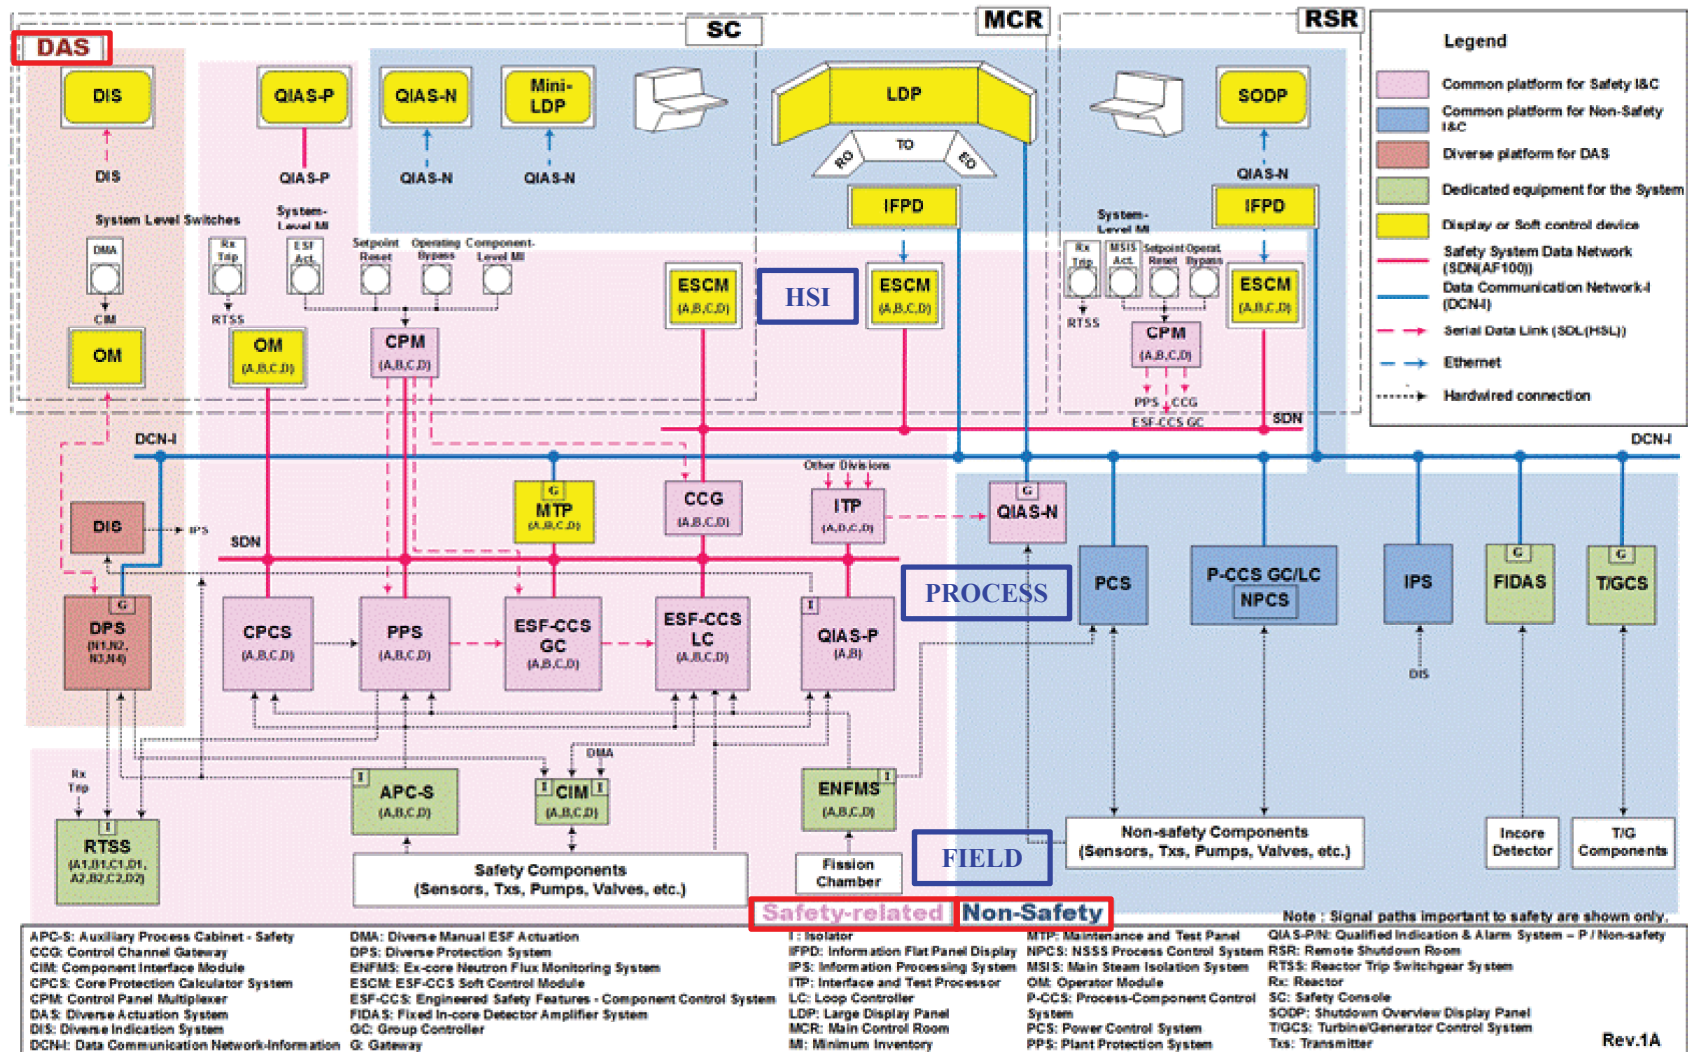 SC
MCR
RSR
DAS
DIS
QIAS-P
QIAS-N
Mini-
LDP
LDP
SODP
RO
TO
EO
DIS
QIAS-P
QIAS-N
QIAS-N
QIAS-N
IFPD
IFPD
System Level Switches
System-
Level MI
System-
Level MI
DMA
Rx
Trip
ESF
Act.
Setpoint
Reset
Operating
Bypass
Component-
Level MI
Rx
Trip
MSIS
Act.
Setpoint
Reset
Operat.
Bypass
ESCM
(A,B,C,D)
HSI
ESCM
(A,B,C,D)
ESCM
(A,B,C,D)
CIM
RTSS
RTSS
OM
OM
(A,B,C,D)
CPM
(A,B,C,D)
CPM
(A,B,C,D)
PPS
CCG
ESF-CCS GC
SDN
DCN-I
DCN-I
Other Divisions
DIS
IPS
G
MTP
(A,B,C,D)
CCG
(A,B,C,D)
ITP
(A,B,C,D)
G
QIAS-N
SDN
G
DPS
(N1,N2,
N3,N4)
CPCS
(A,B,C,D)
PPS
(A,B,C,D)
ESF-CCS
GC
(A,B,C,D)
ESF-CCS
LC
(A,B,C,D)
I
QIAS-P
(A,B)
PROCESS
PCS
P-CCS GC/LC
NPCS
IPS
G
FIDAS
G
T/GCS
DIS
DMA
Rx
Trip
I
RTSS
(A1,B1,C1,D1,
A2,B2,C2,D2)
I
APC-S
(A,B,C,D)
I
I
CIM
(A,B,C,D)
I
ENFMS
(A,B,C,D)
Safety Components
(Sensors, Txs, Pumps, Valves, etc.)
Fission
Chamber
FIELD
Non-safety Components
(Sensors, Txs, Pumps, Valves, etc.)
Incore
Detector
T/G
Components
Safety-related
Non-Safety
Note : Signal paths important to safety are shown only.
Legend
Common platform for Safety I&C
Common platform for Non-Safety
I&C
Diverse platform for DAS
Dedicated equipment for the System
Display or Soft control device
Safety System Data Network
(SDN(AF100))
Data Communication Network-I
(DCN-I)
Serial Data Link (SDL(HSL))
Ethernet
Hardwired connection
APC-S: Auxiliary Process Cabinet - Safety
CCG: Control Channel Gateway
CIM: Component Interface Module
CPCS: Core Protection Calculator System
CPM: Control Panel Multiplexer
DAS: Diverse Actuation System
DIS: Diverse Indication System
DCN-I: Data Communication Network-Information
DMA: Diverse Manual ESF Actuation
DPS: Diverse Protection System
ENFMS: Ex-core Neutron Flux Monitoring System
ESCM: ESF-CCS Soft Control Module
ESF-CCS: Engineered Safety Features - Component Control System
FIDAS: Fixed In-core Detector Amplifier System
GC: Group Controller
G: Gateway
I : Isolator
IFPD: Information Flat Panel Display
IPS: Information Processing System
ITP: Interface and Test Processor
LC: Loop Controller
LDP: Large Display Panel
MCR: Main Control Room
MI: Minimum Inventory
MTP: Maintenance and Test Panel
NPCS: NSSS Process Control System
MSIS: Main Steam Isolation System
OM: Operator Module
P-CCS: Process-Component Control
System
PCS: Power Control System
PPS: Plant Protection System
QIAS-P/N: Qualified Indication & Alarm System – P / Non-safety
RSR: Remote Shutdown Room
RTSS: Reactor Trip Switchgear System
Rx: Reactor
SC: Safety Console
SODP: Shutdown Overview Display Panel
T/GCS: Turbine/Generator Control System
Txs: Transmitter
Rev.1A